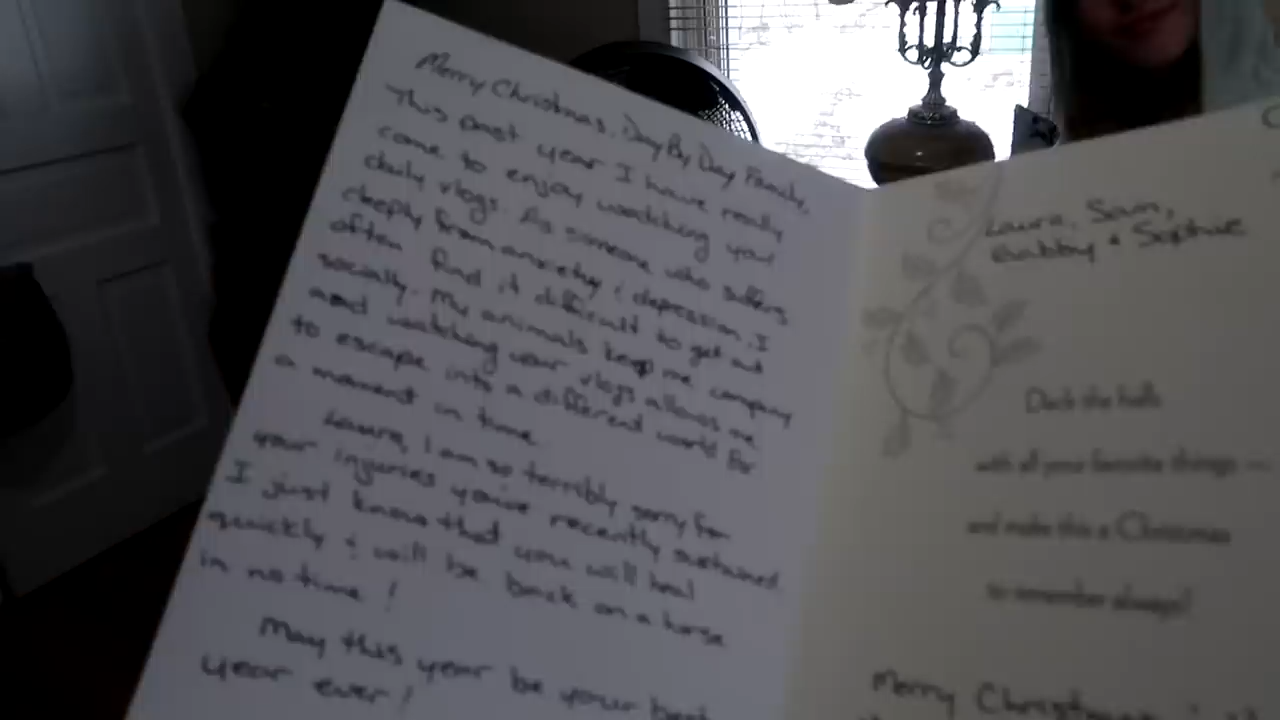 Merry Christmas, Day By Day Family,
This past year I have really
come to enjoy watching your
daily vlogs. As someone who suffers
deeply from anxiety & depression, I
often find it difficult to get out
socially. My animals keep me company
and watching your vlogs allows me
to escape into a different world for
a moment in time.
Laura, I am so terribly sorry for
your injuries you've recently sustained.
I just know that you will heal
quickly & will be back on a horse
in no time!
May this year be your best
year ever!
Laura, Sam,
Gabby & Sophie
Deck the halls
with all your favorite things —
and make this a Christmas
to remember always!
Merry Christmas